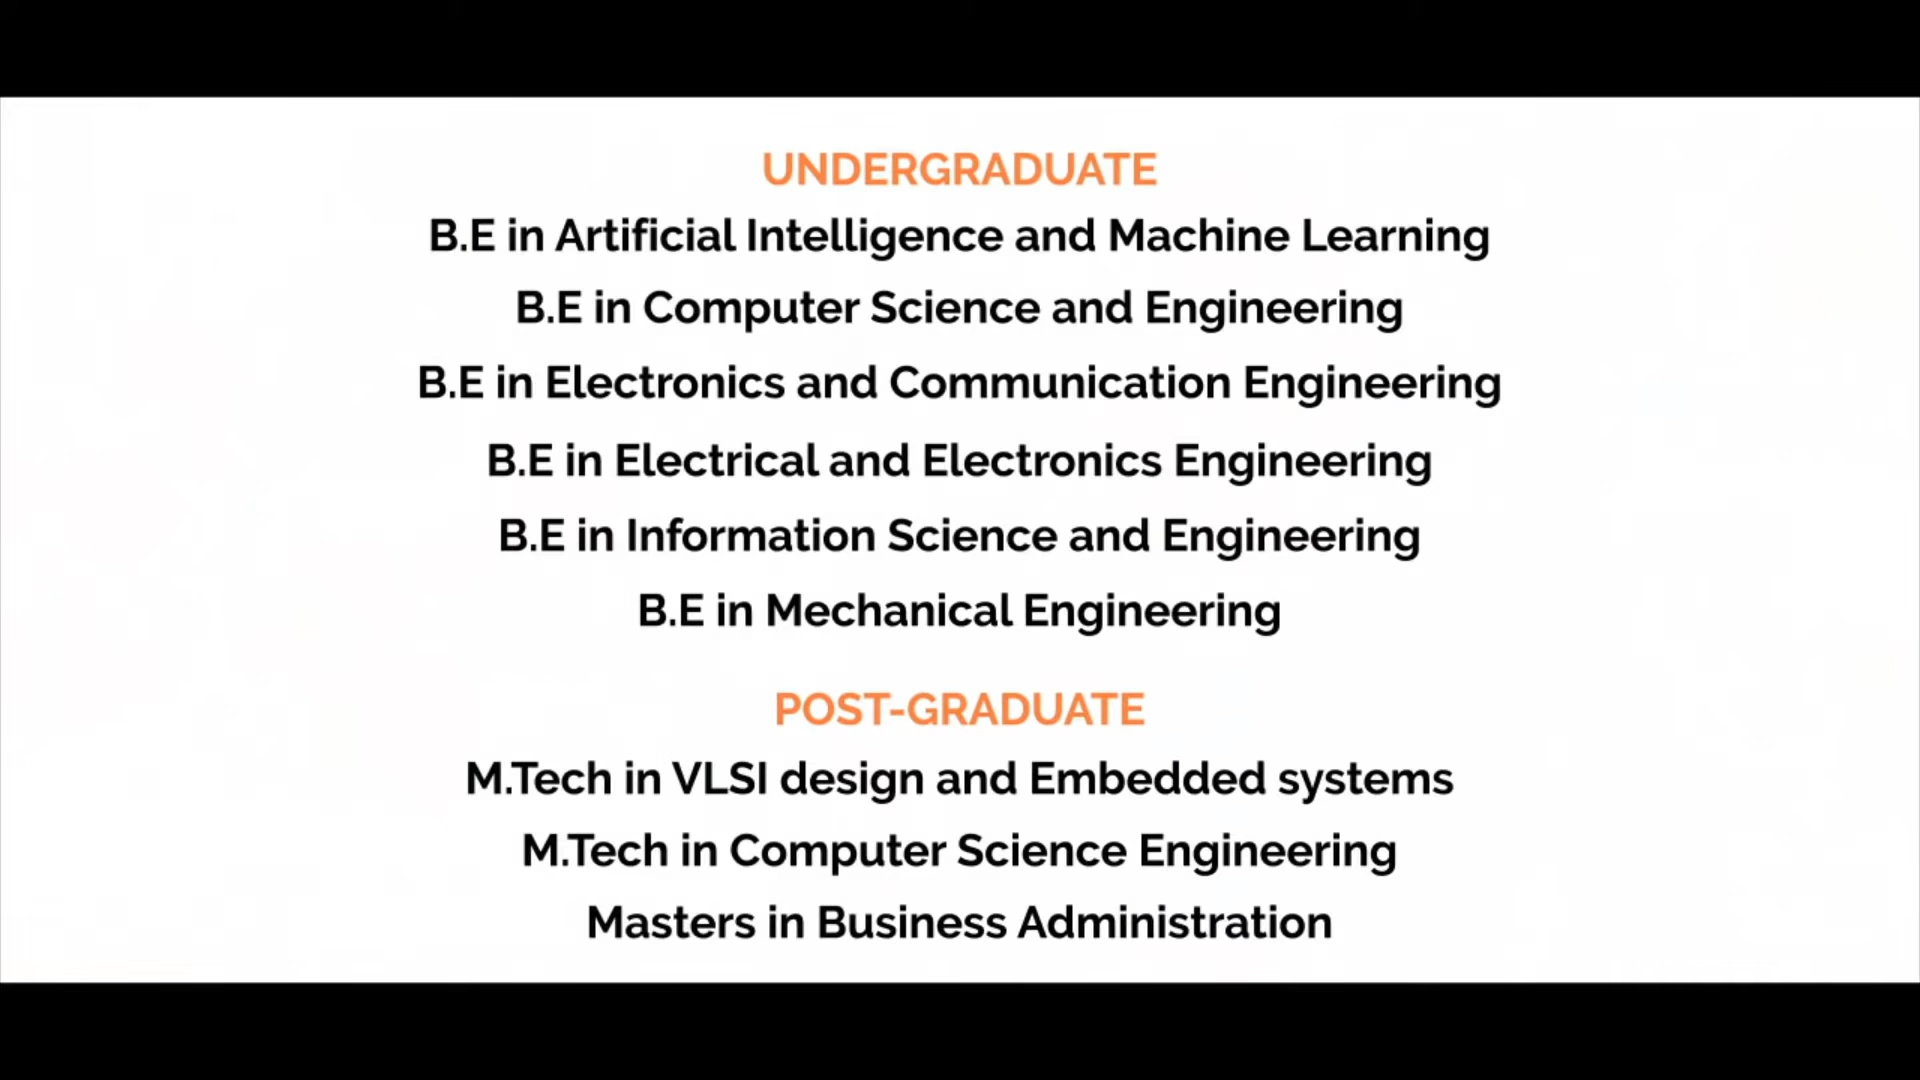 UNDERGRADUATE
B.E in Artificial Intelligence and Machine Learning
B.E in Computer Science and Engineering
B.E in Electronics and Communication Engineering
B.E in Electrical and Electronics Engineering
B.E in Information Science and Engineering
B.E in Mechanical Engineering
POST-GRADUATE
M.Tech in VLSI design and Embedded systems
M.Tech in Computer Science Engineering
Masters in Business Administration